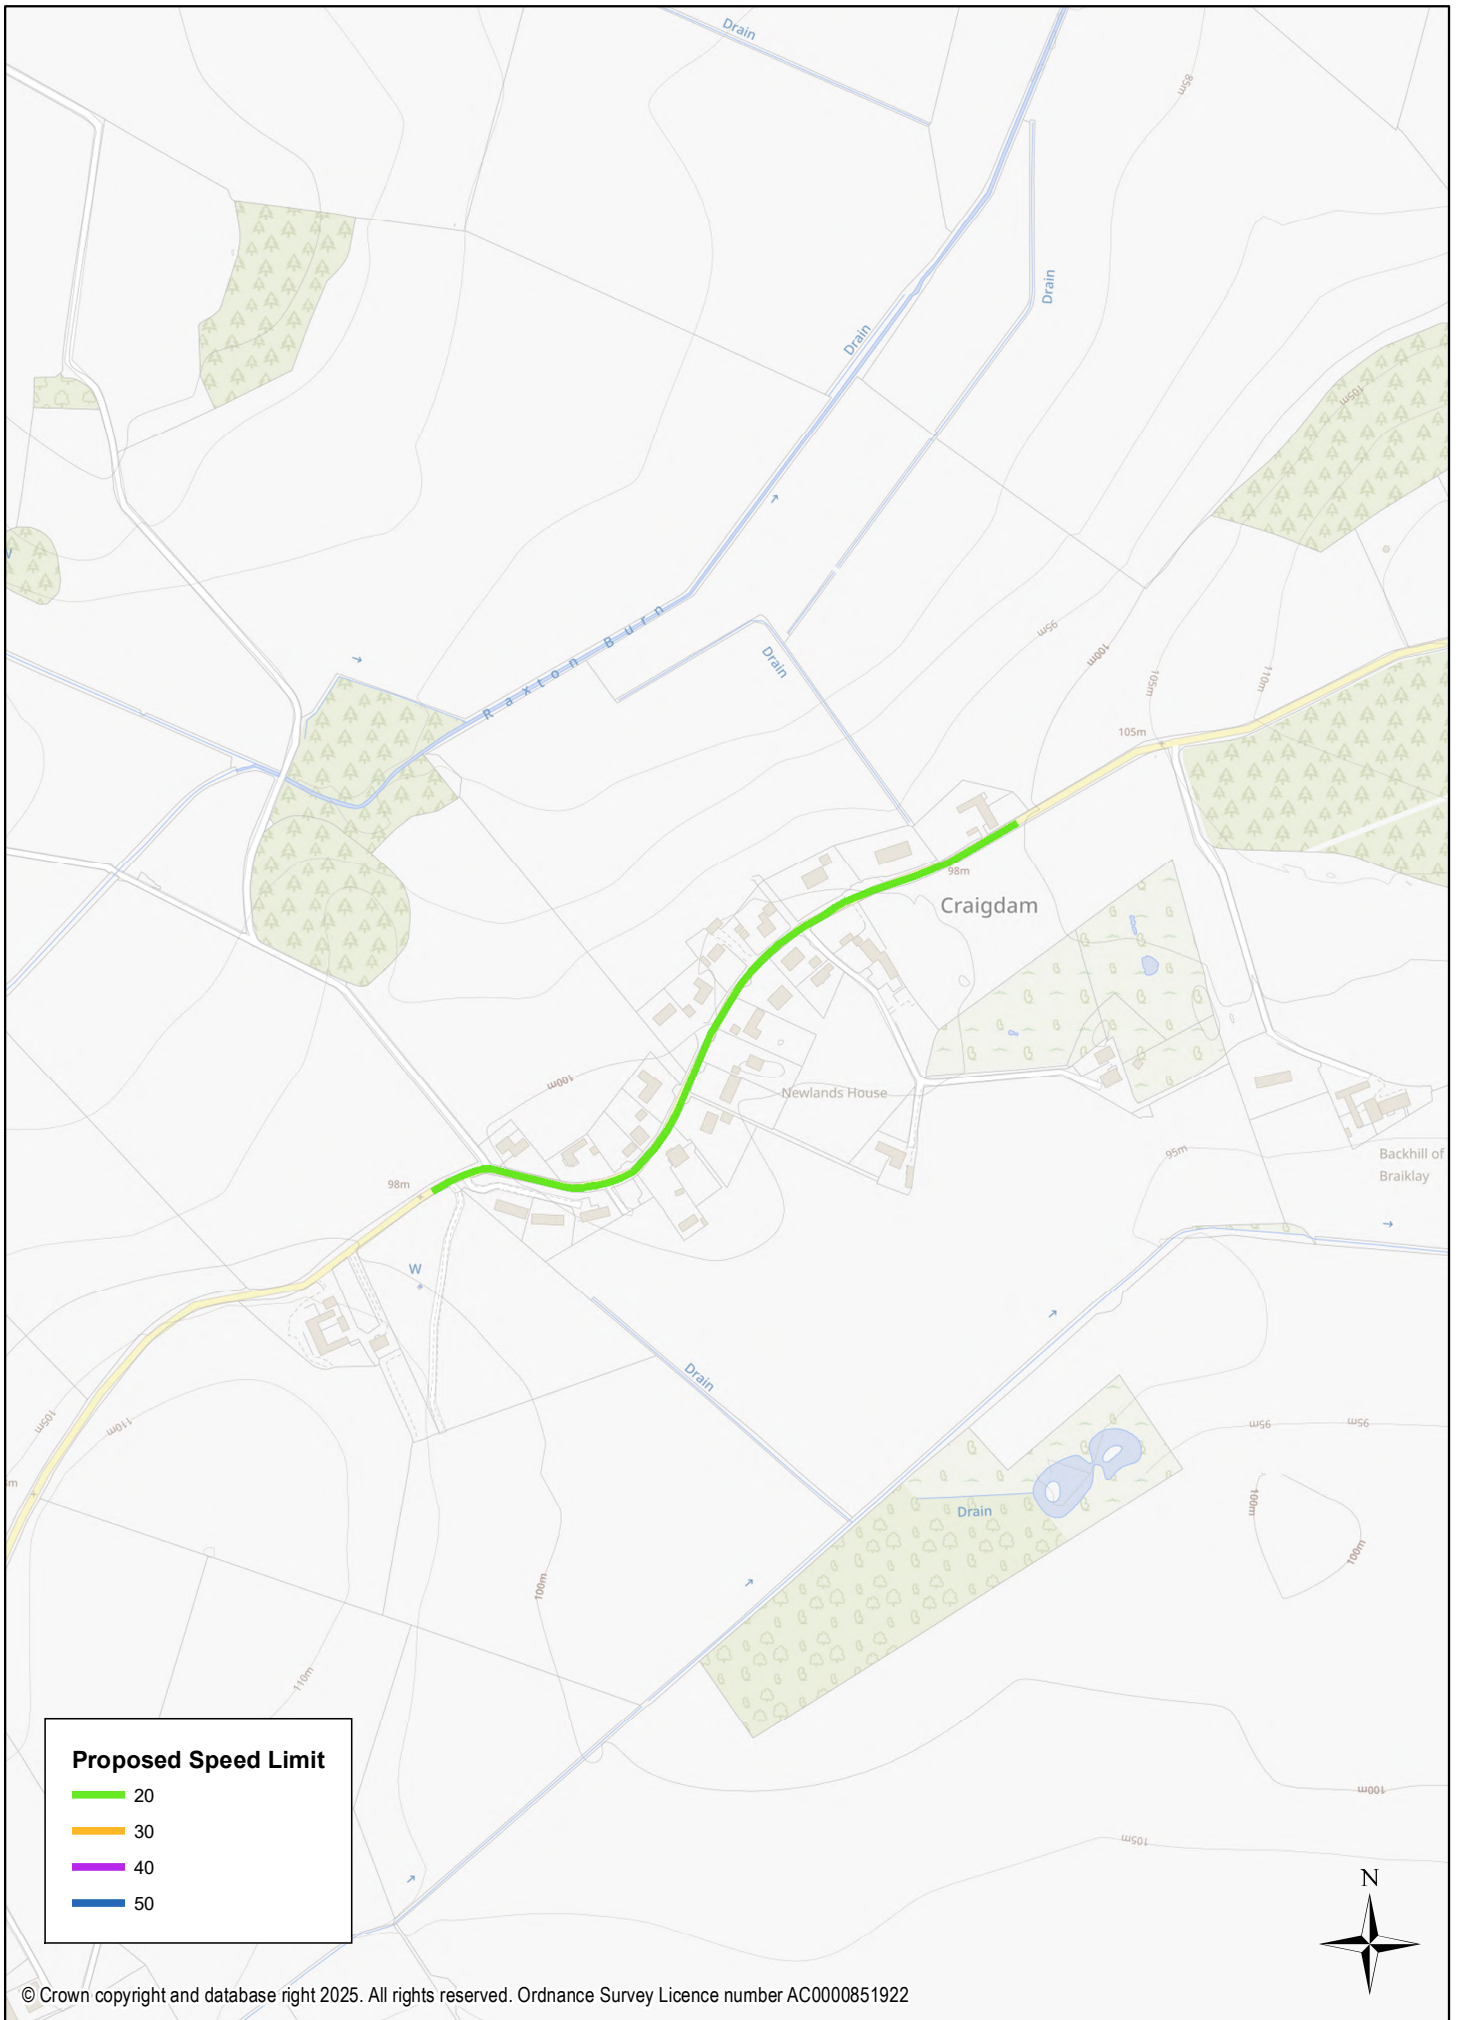 Drain
85m
Drain
Drain
105m
Raxton Burn
95m
100m
Drain
105m
110m
105m
98m
Craigdam
100m
Newlands House
95m
Backhill of
Braiklay
98m
W
Drain
105m
110m
95m
95m
100m
Drain
100m
100m
110m
100m
105m
Proposed Speed Limit
20
30
40
50
N
© Crown copyright and database right 2025. All rights reserved. Ordnance Survey Licence number AC0000851922